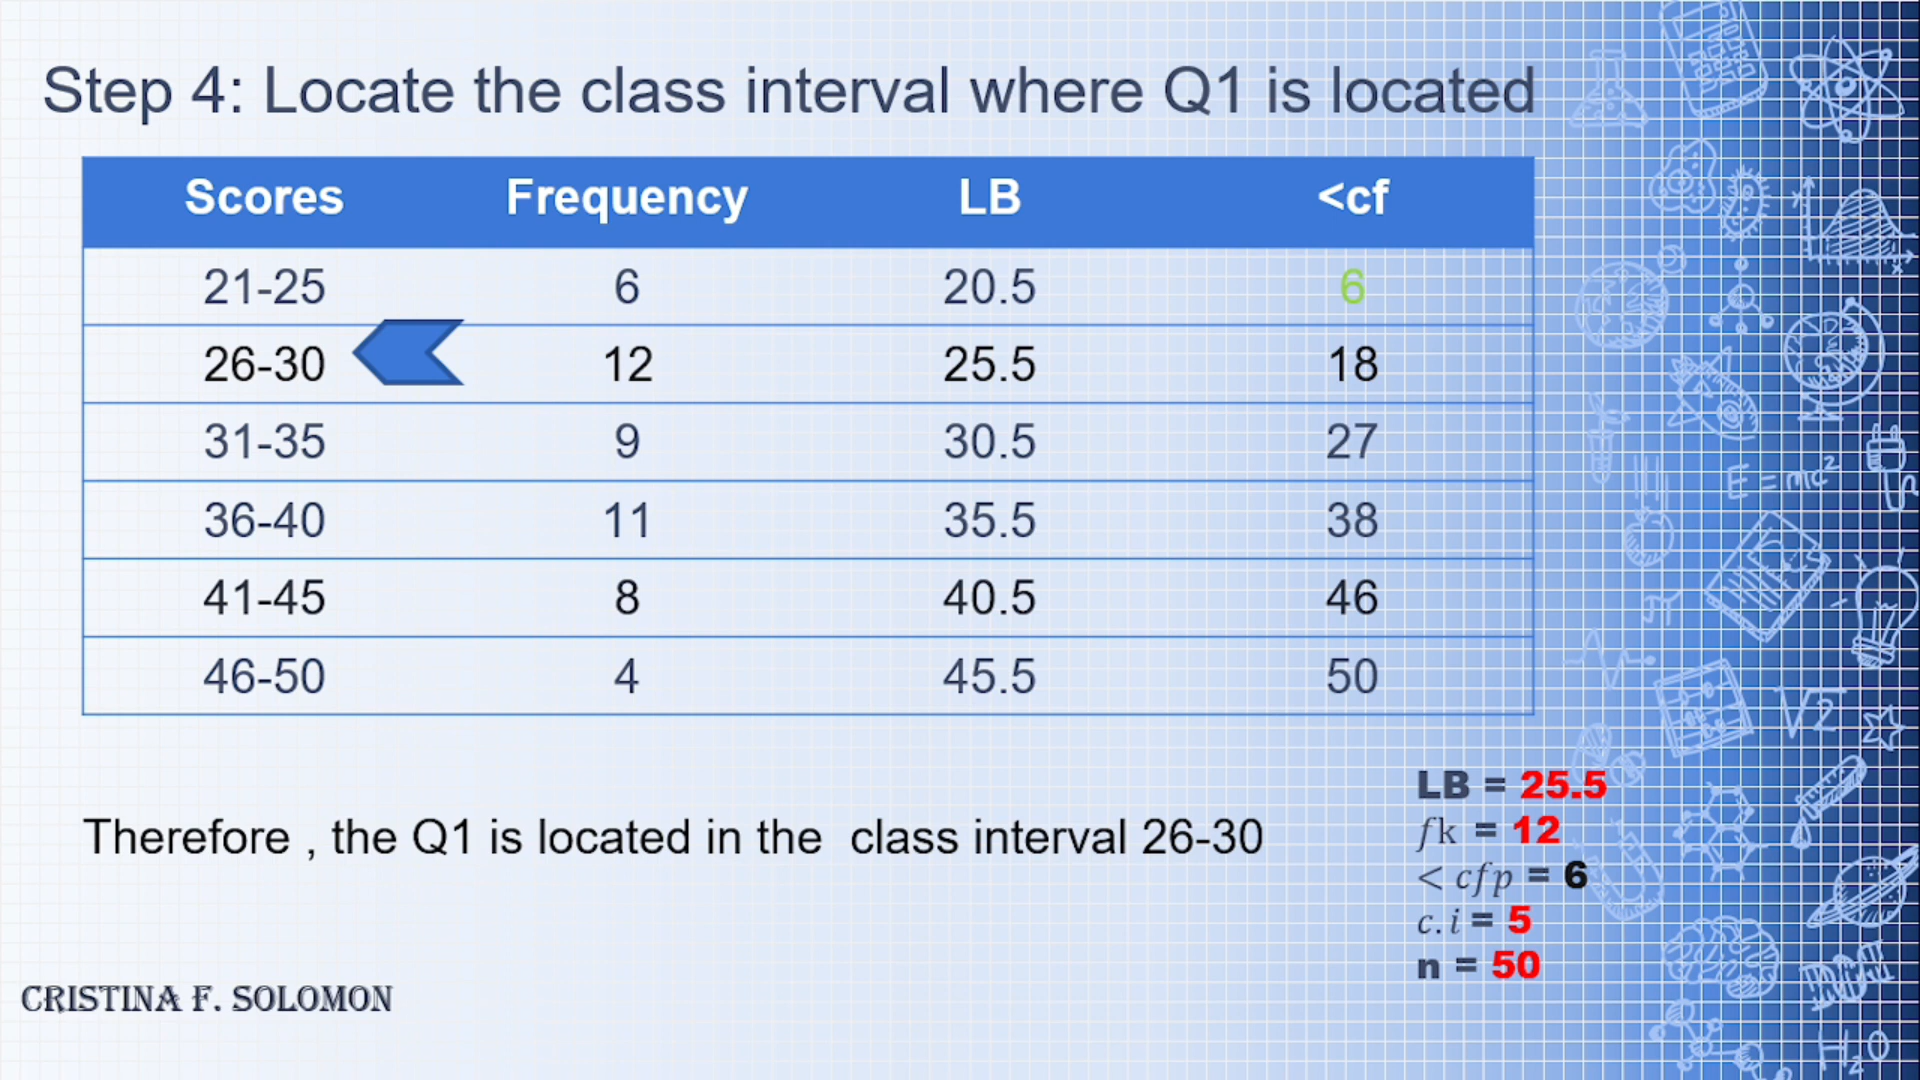 Step 4: Locate the class interval where Q1 is located
Scores Frequency LB <cf
21-25 6 20.5 6
26-30 12 25.5 18
31-35 9 30.5 27
36-40 11 35.5 38
41-45 8 40.5 46
46-50 4 45.5 50
Therefore , the Q1 is located in the class interval 26-30
LB = 25.5
fk = 12
< cfp = 6
c.i = 5
n = 50
CRISTINA F. SOLOMON
E=mc²
π
√2
H₂O